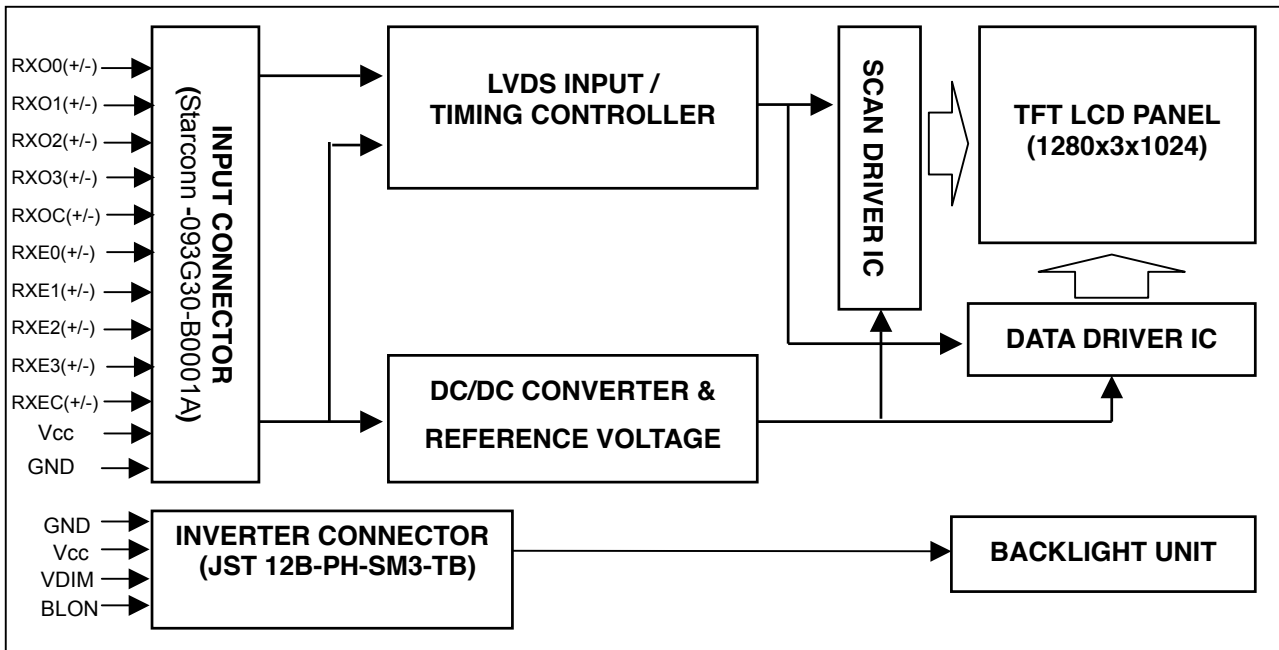 RXO0(+/-)
RXO1(+/-)
RXO2(+/-)
RXO3(+/-)
RXOC(+/-)
RXE0(+/-)
RXE1(+/-)
RXE2(+/-)
RXE3(+/-)
RXEC(+/-)
Vcc
GND
INPUT CONNECTOR
(Starconn -093G30-B0001A)
LVDS INPUT /
TIMING CONTROLLER
SCAN DRIVER IC
TFT LCD PANEL
(1280x3x1024)
DATA DRIVER IC
DC/DC CONVERTER &
REFERENCE VOLTAGE
GND
Vcc
VDIM
BLON
INVERTER CONNECTOR
(JST 12B-PH-SM3-TB)
BACKLIGHT UNIT